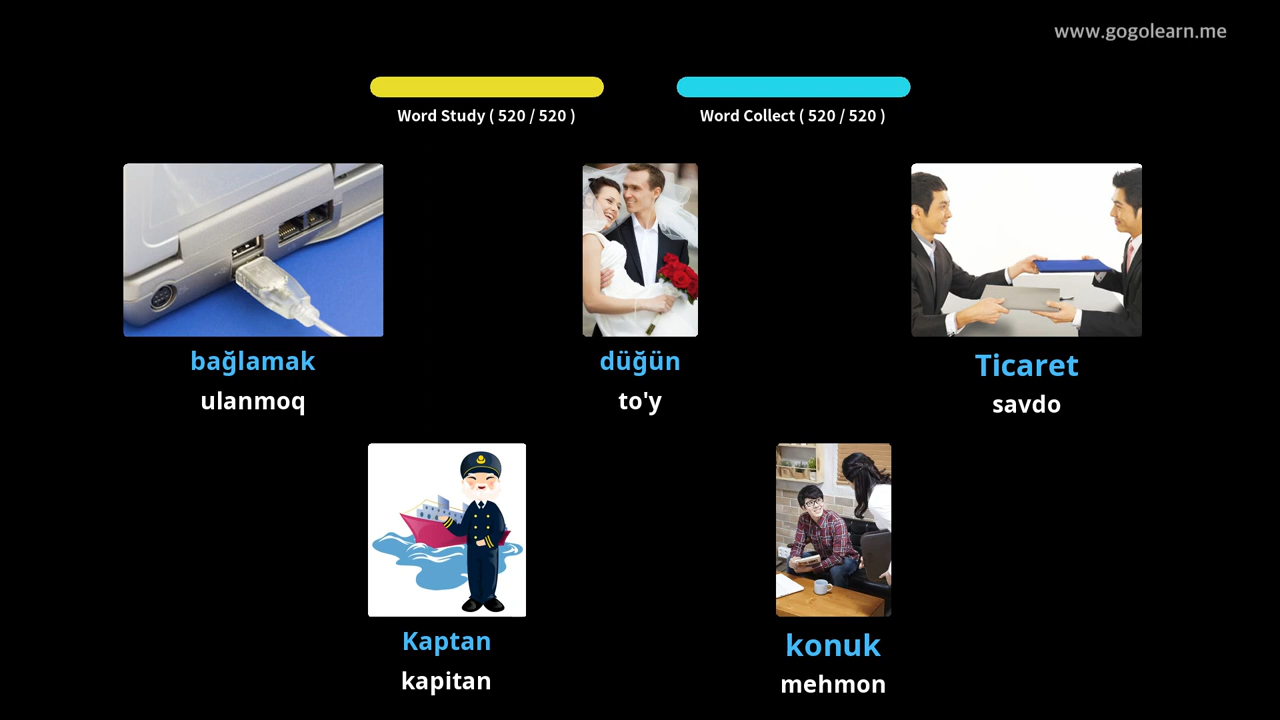 www.gogolearn.me
Word Study ( 520 / 520 )
Word Collect ( 520 / 520 )
bağlamak
ulanmoq
düğün
to'y
Ticaret
savdo
Kaptan
kapitan
konuk
mehmon